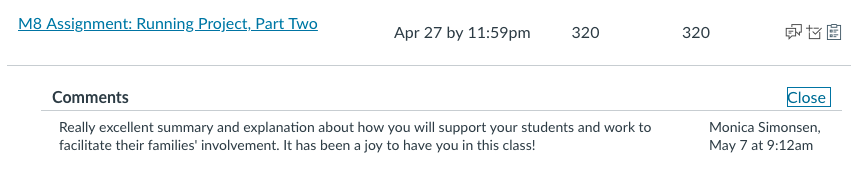 M8 Assignment: Running Project, Part Two
Apr 27 by 11:59pm 320 320
Comments
Close
Really excellent summary and explanation about how you will support your students and work to
facilitate their families' involvement. It has been a joy to have you in this class!
Monica Simonsen,
May 7 at 9:12am